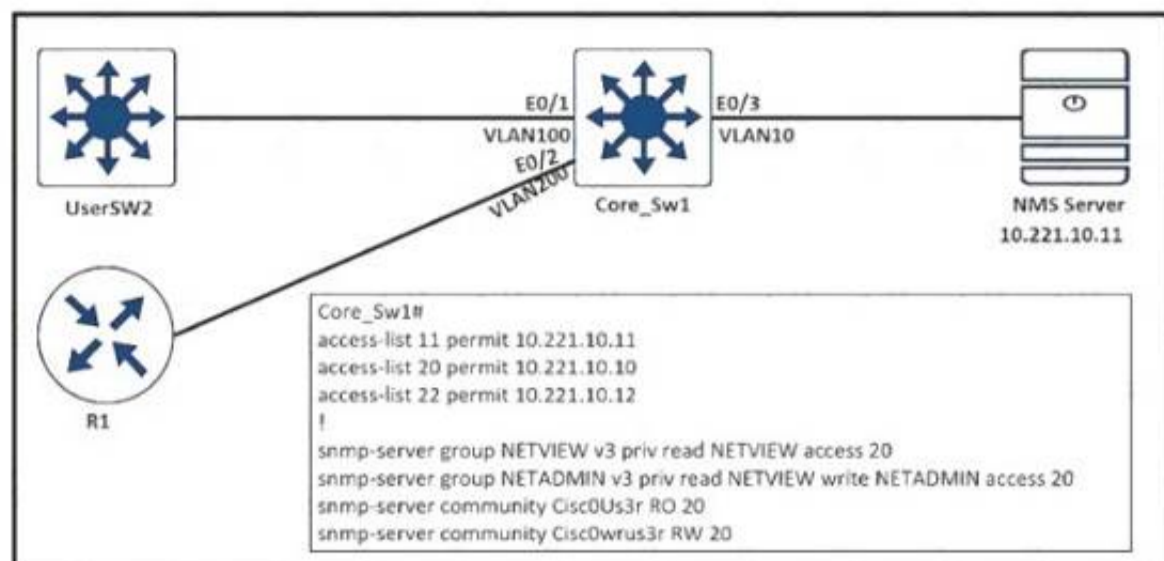 E0/1
E0/3
VLAN100
VLAN10
E0/2
VLAN200
UserSW2
Core_Sw1
NMS Server
10.221.10.11
R1
Core_Sw1#
access-list 11 permit 10.221.10.11
access-list 20 permit 10.221.10.10
access-list 22 permit 10.221.10.12
!
snmp-server group NETVIEW v3 priv read NETVIEW access 20
snmp-server group NETADMIN v3 priv read NETVIEW write NETADMIN access 20
snmp-server community Cisc0Us3r RO 20
snmp-server community Cisc0wrus3r RW 20